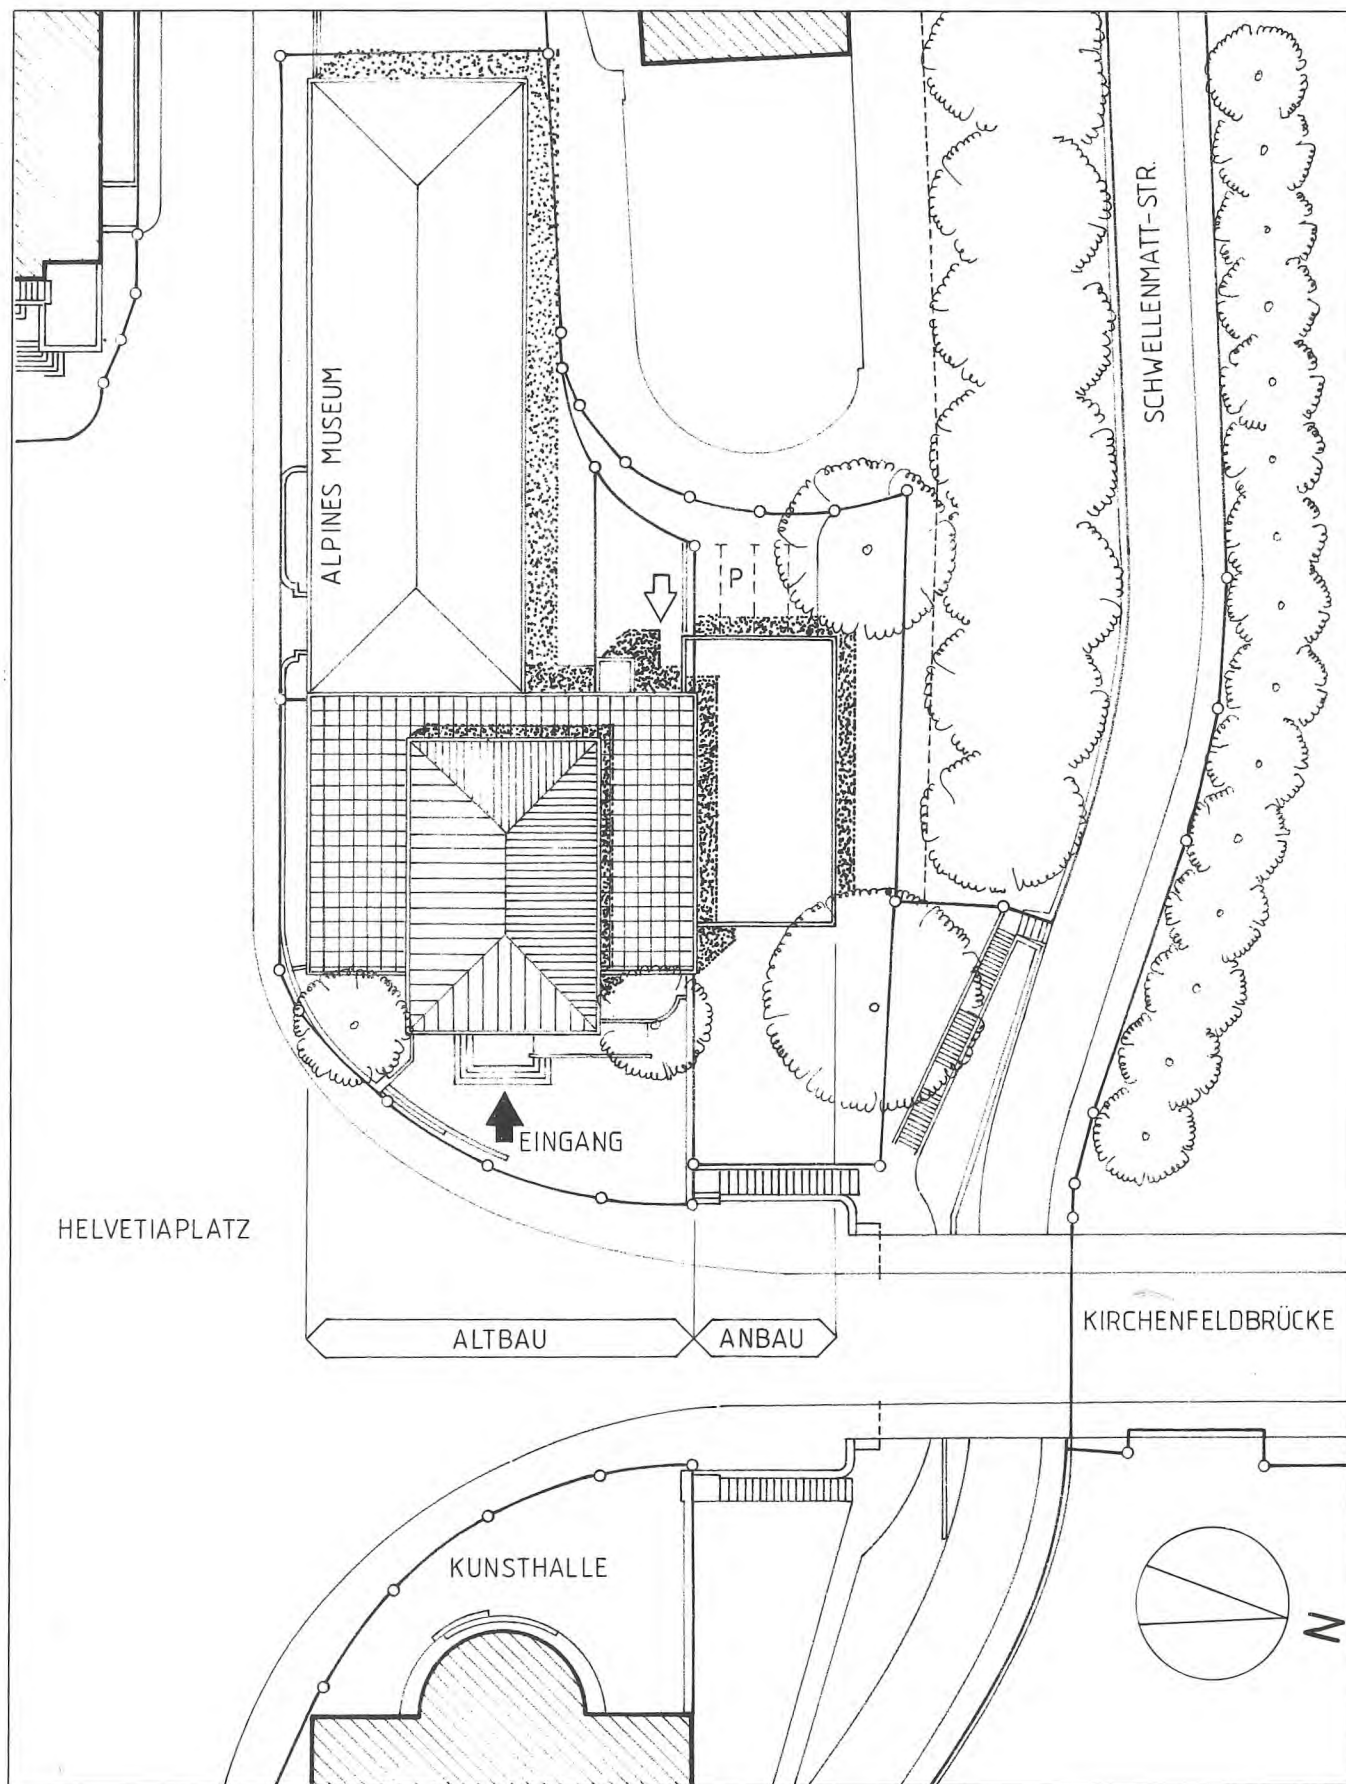 SCHWELLENMATT-STR.
ALPINES MUSEUM
P
EINGANG
HELVETIAPLATZ
ALTBAU
ANBAU
KIRCHENFELDBRÜCKE
KUNSTHALLE
N